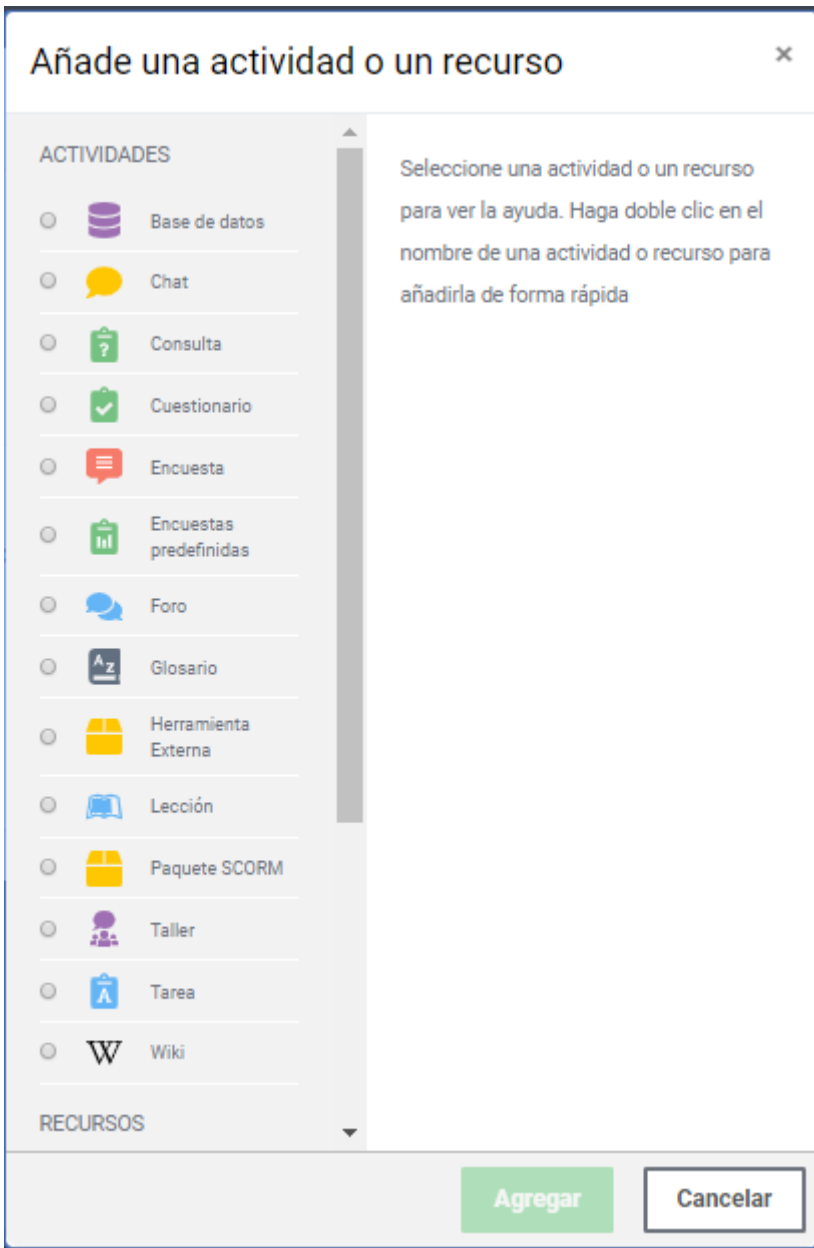 Añade una actividad o un recurso
×
ACTIVIDADES
Base de datos
Chat
Consulta
Cuestionario
Encuesta
Encuestas
predefinidas
Foro
Glosario
Herramienta
Externa
Lección
Paquete SCORM
Taller
Tarea
Wiki
RECURSOS
Seleccione una actividad o un recurso
para ver la ayuda. Haga doble clic en el
nombre de una actividad o recurso para
añadirla de forma rápida
Agregar
Cancelar